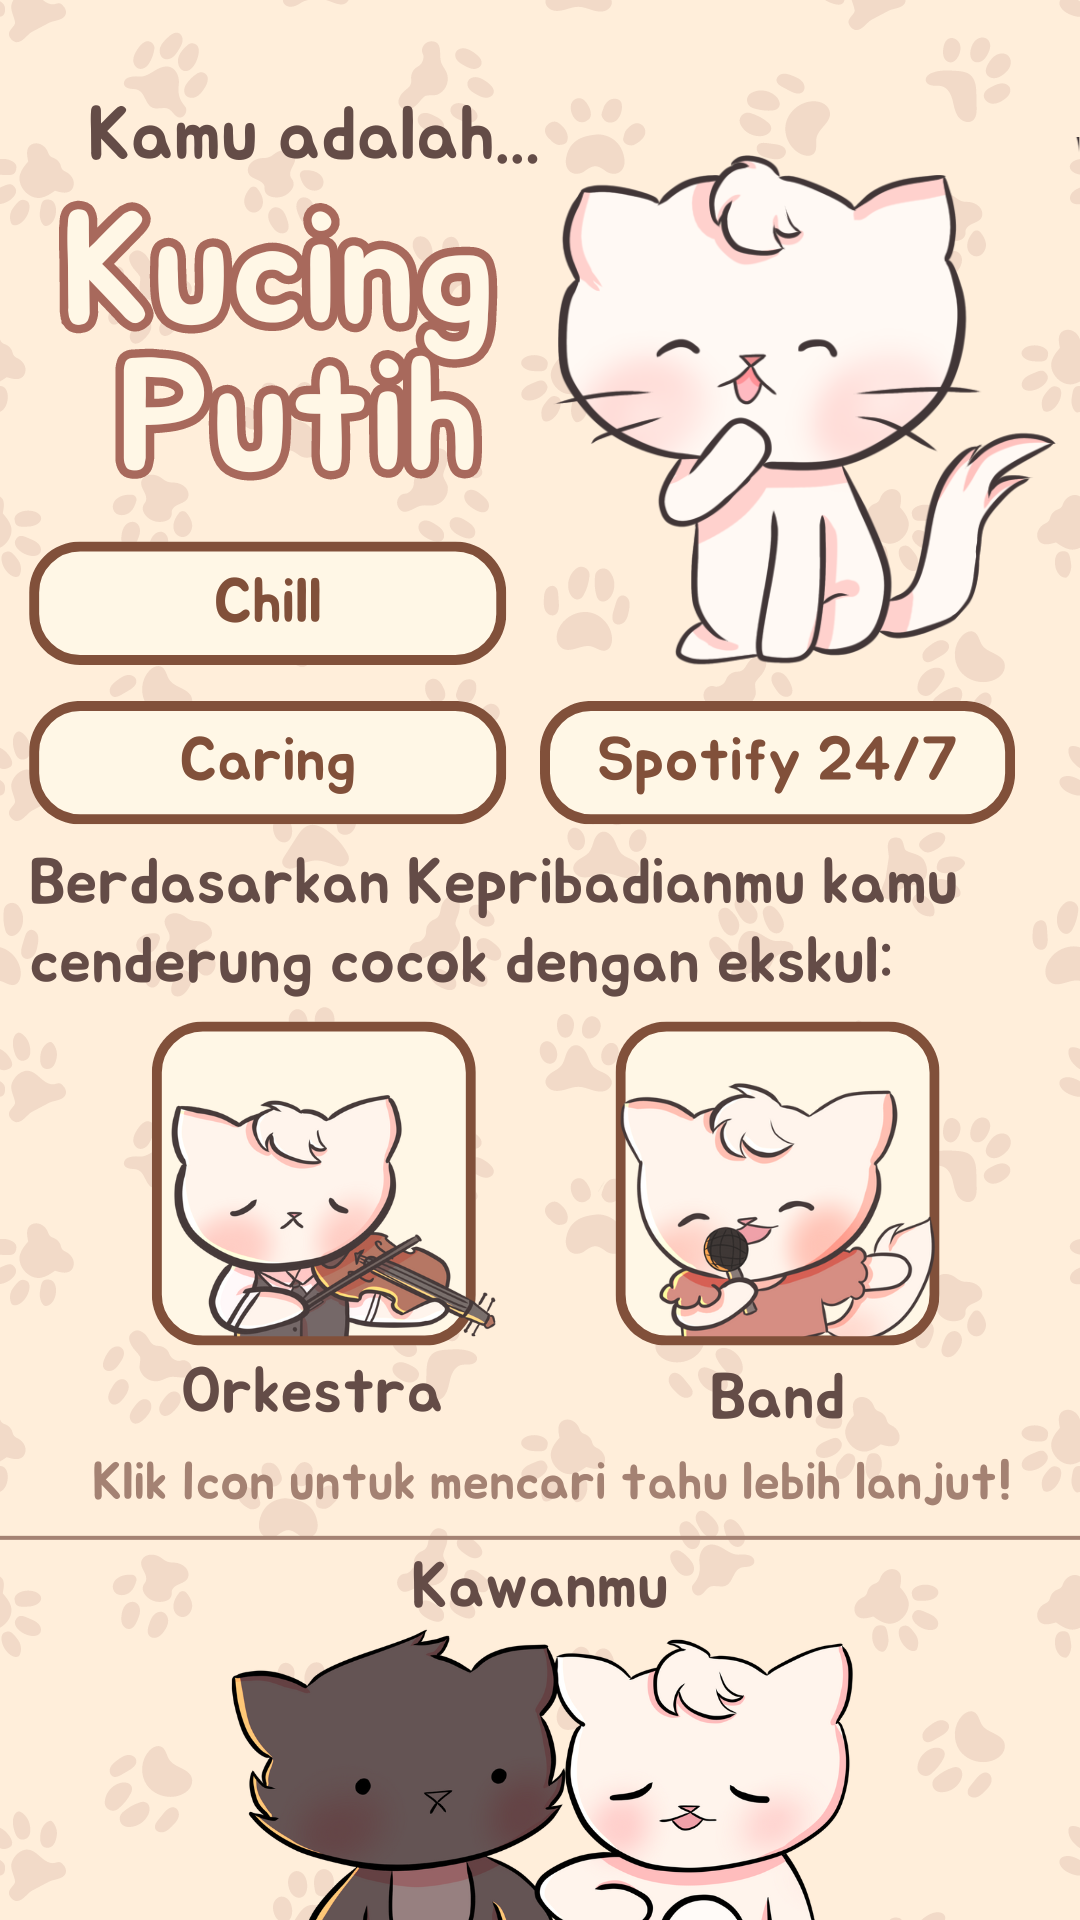 Kamu adalah...
Kucing
Putih
Chill
Caring
Spotify 24/7
Berdasarkan Kepribadianmu kamu
cenderung cocok dengan ekskul:
Orkestra
Band
Klik Icon untuk mencari tahu lebih lanjut!
Kawanmu